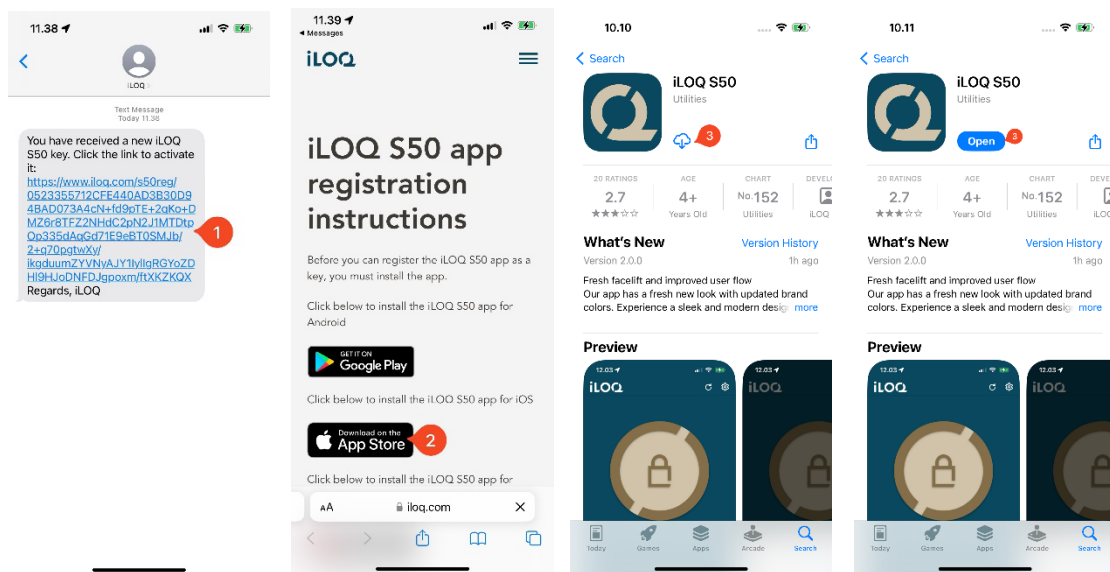 11.38
iLOQ
Text Message
Today 11.38
You have received a new iLOQ
S50 key. Click the link to activate
it:
https://www.iloq.com/s50reg/
0523355712CFE440AD3B30D9
4BAD073A4cN+fd9pTE+2qKo+D
MZ6r8TFZ2NHdC2pN2J1MTDtp
Op335dAqGd71E9eBT0SMJb/
2+q70pgtwXy/
Regards, iLOQ
1
11.39
Messages
iLOQ
iLOQ S50 app
registration
instructions
Before you can register the iLOQ S50 app as a
key, you must install the app.
Click below to install the iLOQ S50 app for
Android
GET IT ON
Google Play
Click below to install the iLOQ S50 app for iOS
Download on the
App Store
2
Click below to install the iLOQ S50 app for
AA
iloq.com
10.10
Search
iLOQ S50
Utilities
3
20 RATINGS
2.7
AGE
4+
Years Old
CHART
No.152
Utilities
DEVEL
iLOQ
What's New
Version History
Version 2.0.0
1h ago
Fresh facelift and improved user flow
Our app has a fresh new look with updated brand
colors. Experience a sleek and modern desig more
Preview
12.03
iLOQ
12.03
iLOQ
Today
Games
Apps
Arcade
Search
10.11
Search
iLOQ S50
Utilities
Open
3
20 RATINGS
2.7
AGE
4+
Years Old
CHART
No.152
Utilities
DEVE
iLOQ
What's New
Version History
Version 2.0.0
1h ago
Fresh facelift and improved user flow
Our app has a fresh new look with updated brand
colors. Experience a sleek and modern desig more
Preview
12.03
iLOQ
12.03
iLOQ
Today
Games
Apps
Arcade
Search